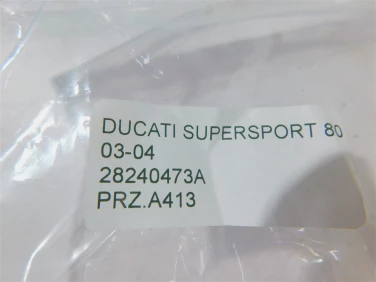 DUCATI SUPERSPORT 80
03-04
28240473A
PRZ.A413